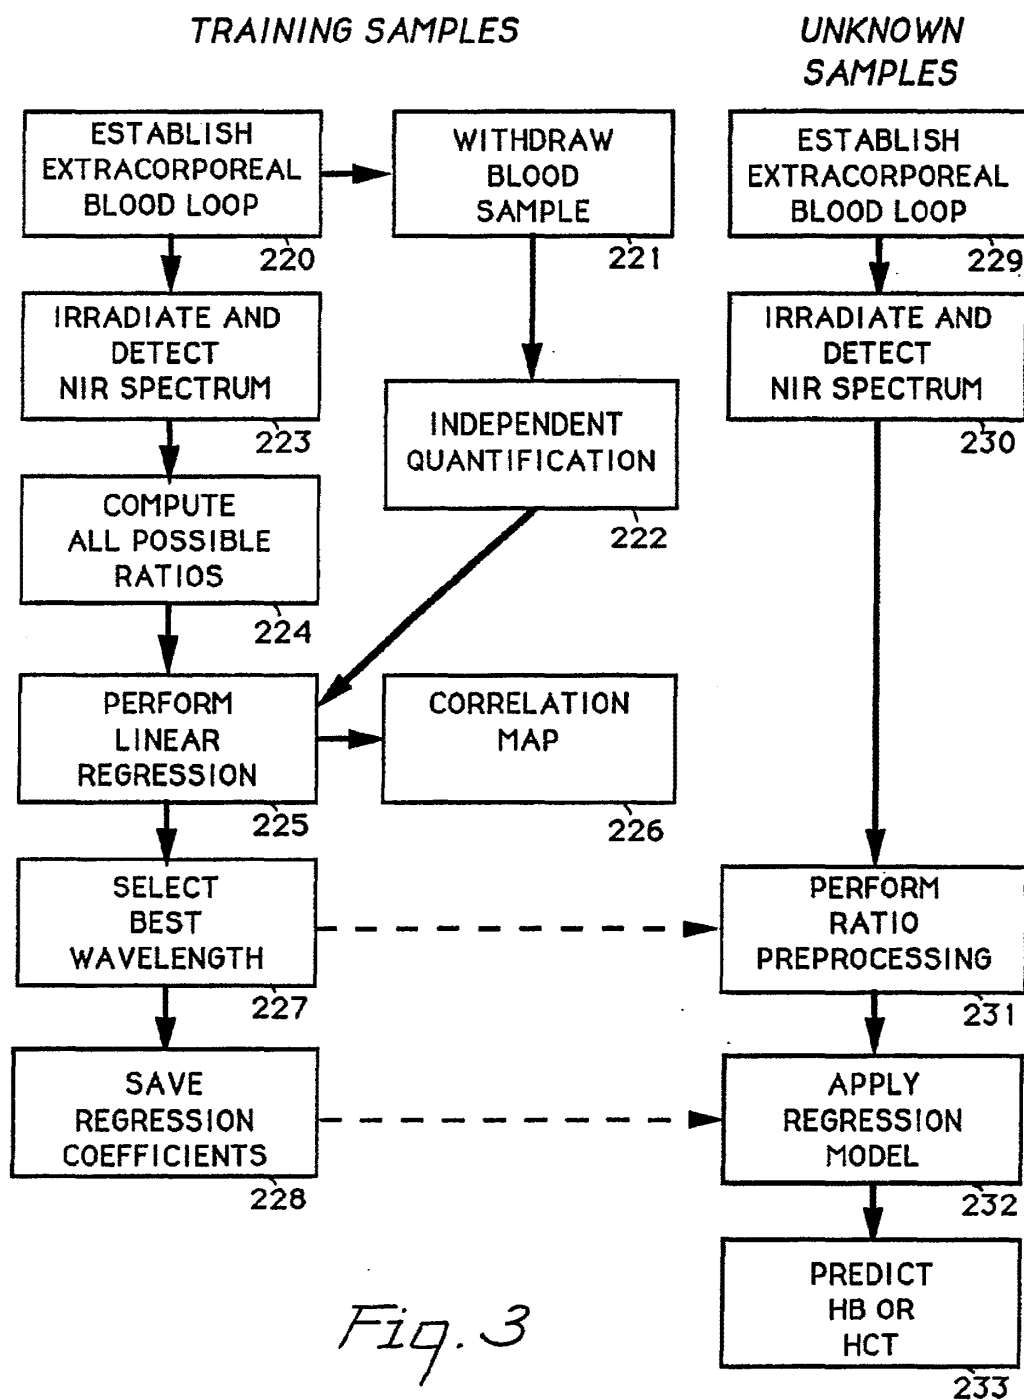 TRAINING SAMPLES
UNKNOWN
SAMPLES
ESTABLISH
EXTRACORPOREAL
BLOOD LOOP
220
WITHDRAW
BLOOD
SAMPLE
221
ESTABLISH
EXTRACORPOREAL
BLOOD LOOP
229
IRRADIATE AND
DETECT
NIR SPECTRUM
223
IRRADIATE AND
DETECT
NIR SPECTRUM
230
INDEPENDENT
QUANTIFICATION
222
COMPUTE
ALL POSSIBLE
RATIOS
224
PERFORM
LINEAR
REGRESSION
225
CORRELATION
MAP
226
SELECT
BEST
WAVELENGTH
227
PERFORM
RATIO
PREPROCESSING
231
SAVE
REGRESSION
COEFFICIENTS
228
APPLY
REGRESSION
MODEL
232
PREDICT
HB OR
HCT
233
Fig. 3